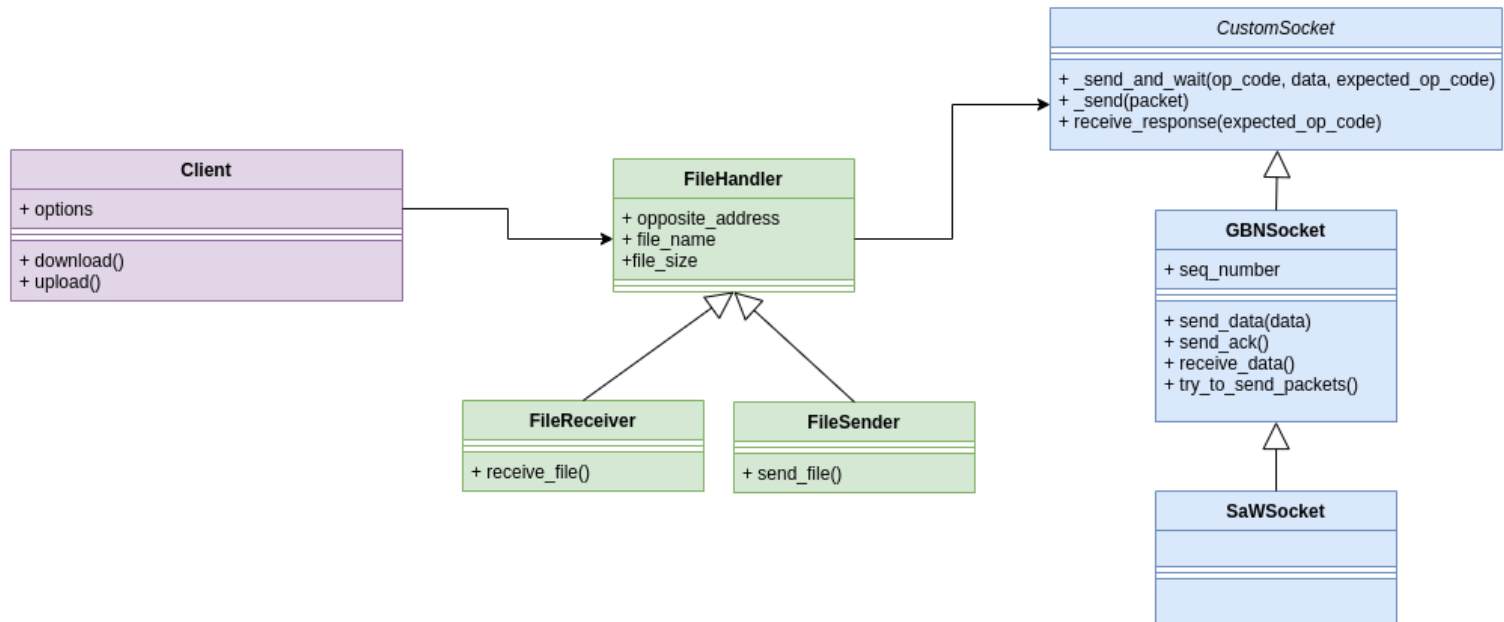 CustomSocket
+ _send_and_wait(op_code, data, expected_op_code)
+ _send(packet)
+ receive_response(expected_op_code)
Client
+ options
+ download()
+ upload()
FileHandler
+ opposite_address
+ file_name
+file_size
GBNSocket
+ seq_number
+ send_data(data)
+ send_ack()
+ receive_data()
+ try_to_send_packets()
FileReceiver
+ receive_file()
FileSender
+ send_file()
SaWSocket